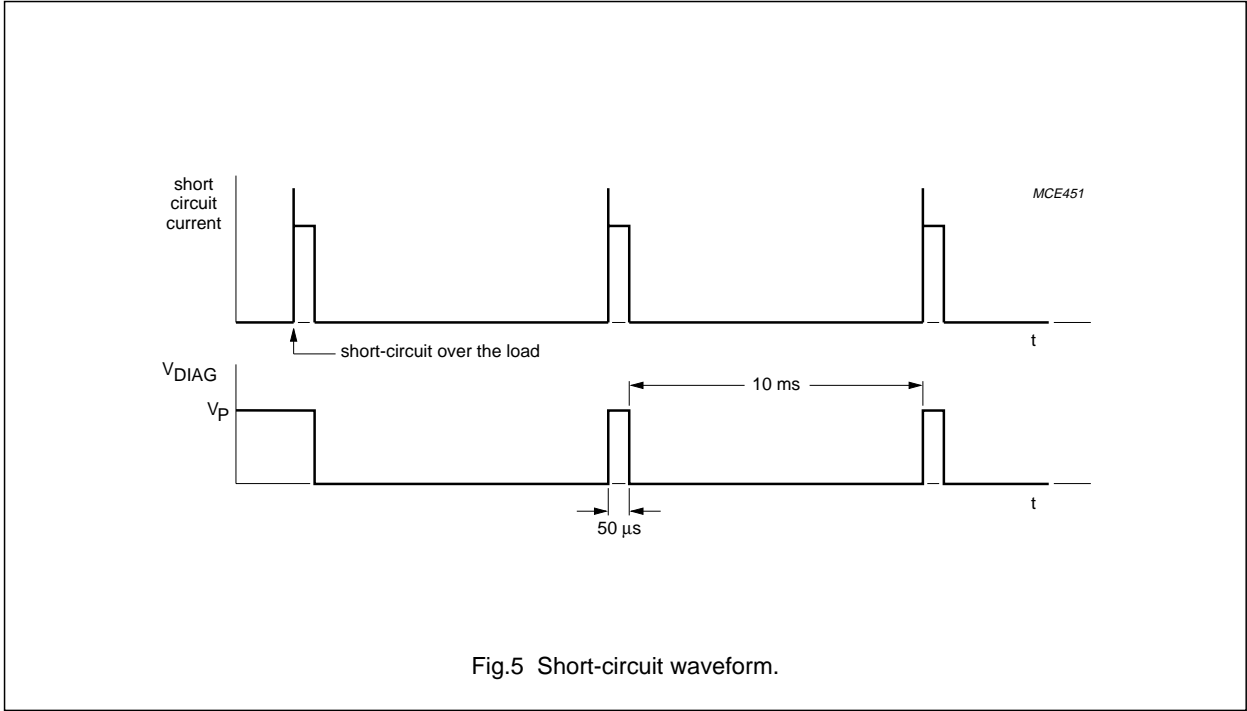 short
circuit
current
MCE451
t
short-circuit over the load
VDIAG
VP
10 ms
t
50 μs
Fig.5 Short-circuit waveform.